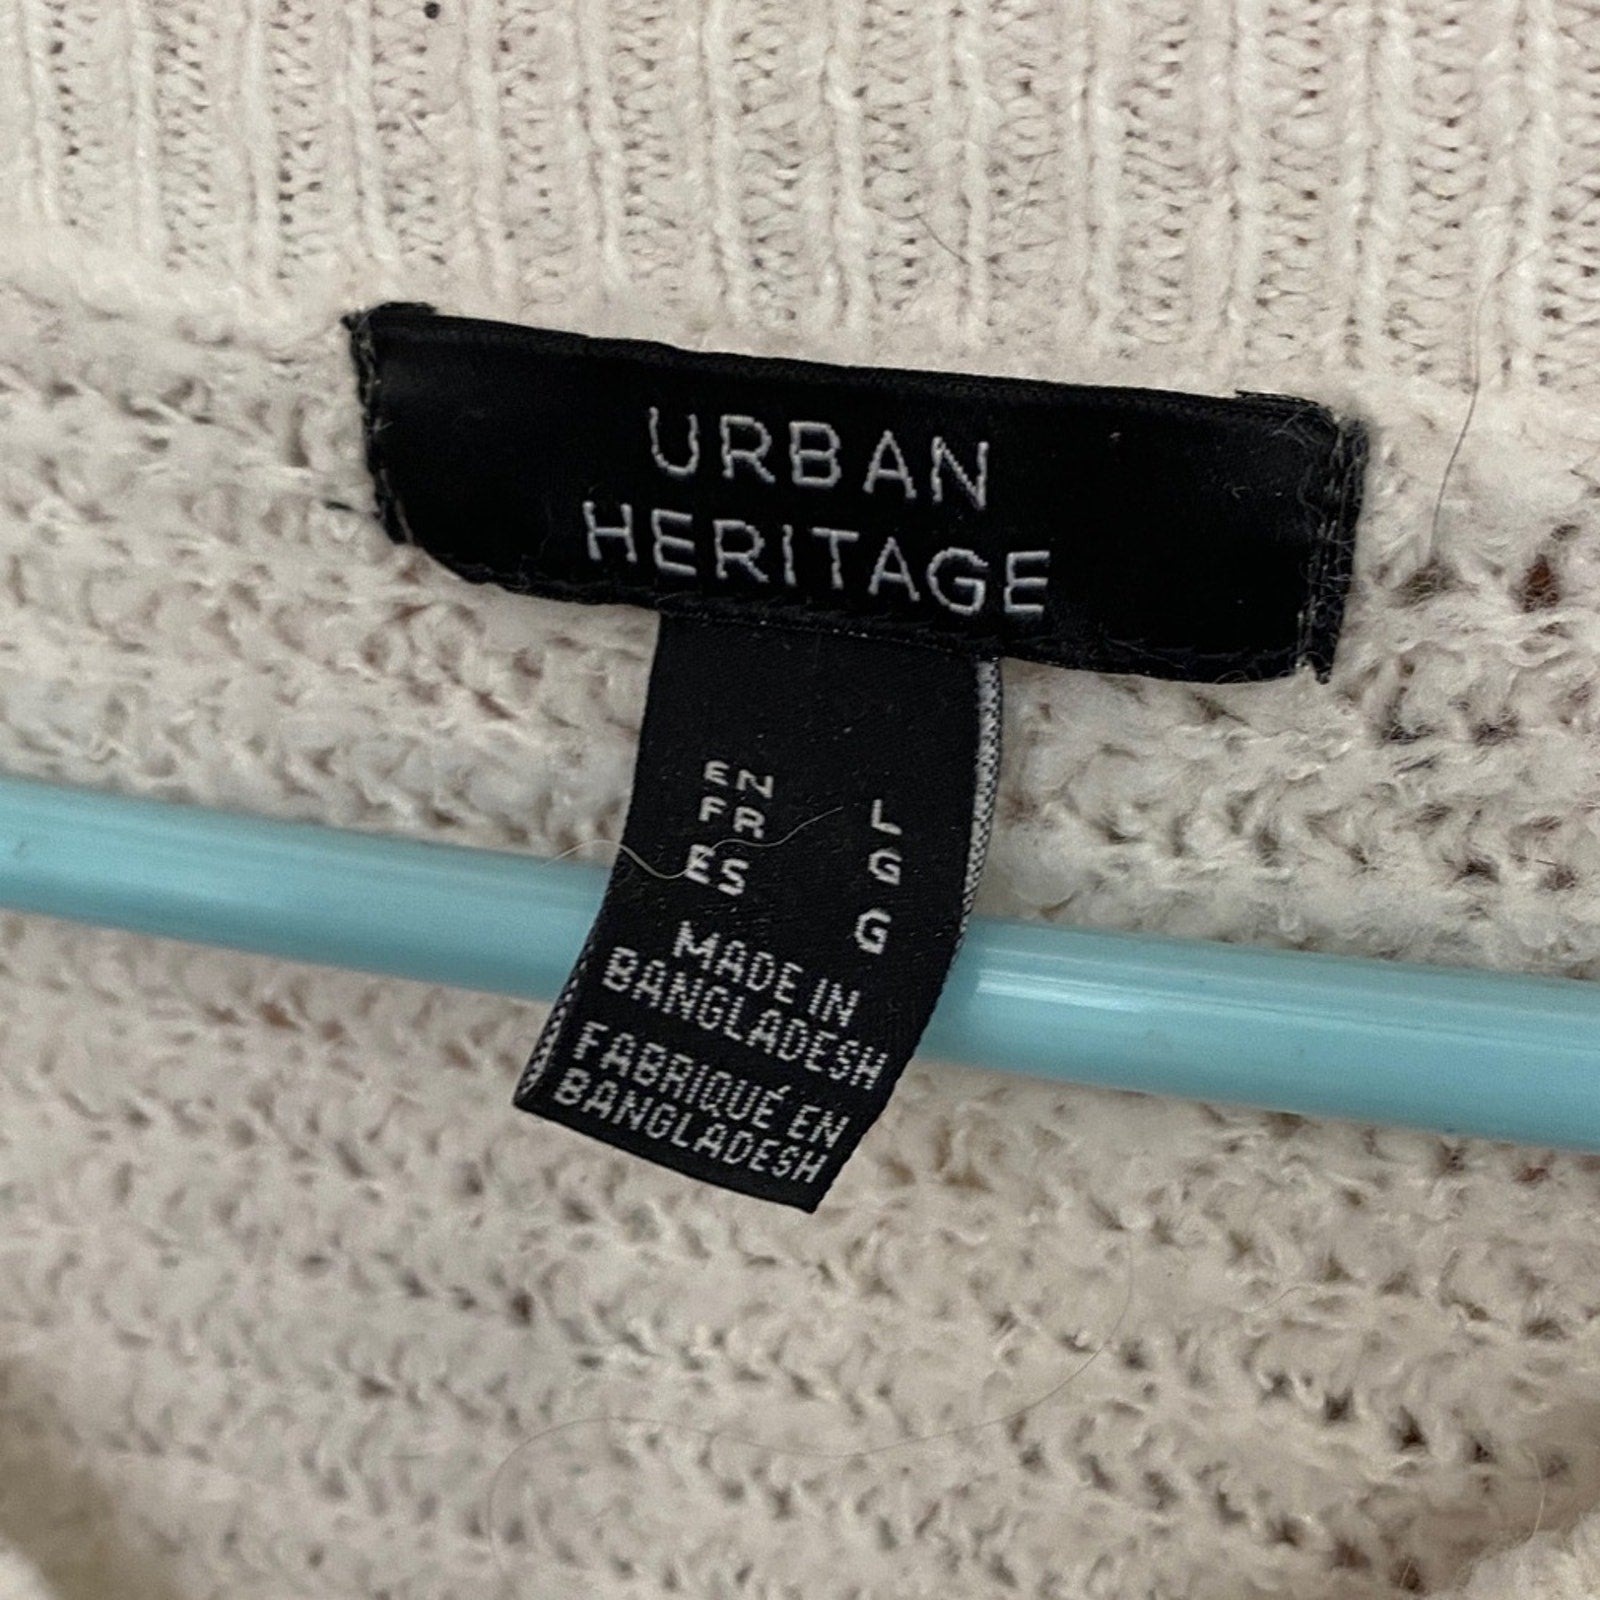 URBAN
HERITAGE
EN L
FR G
ES G
MADE IN
BANGLADESH
FABRIQUÉ EN
BANGLADESH